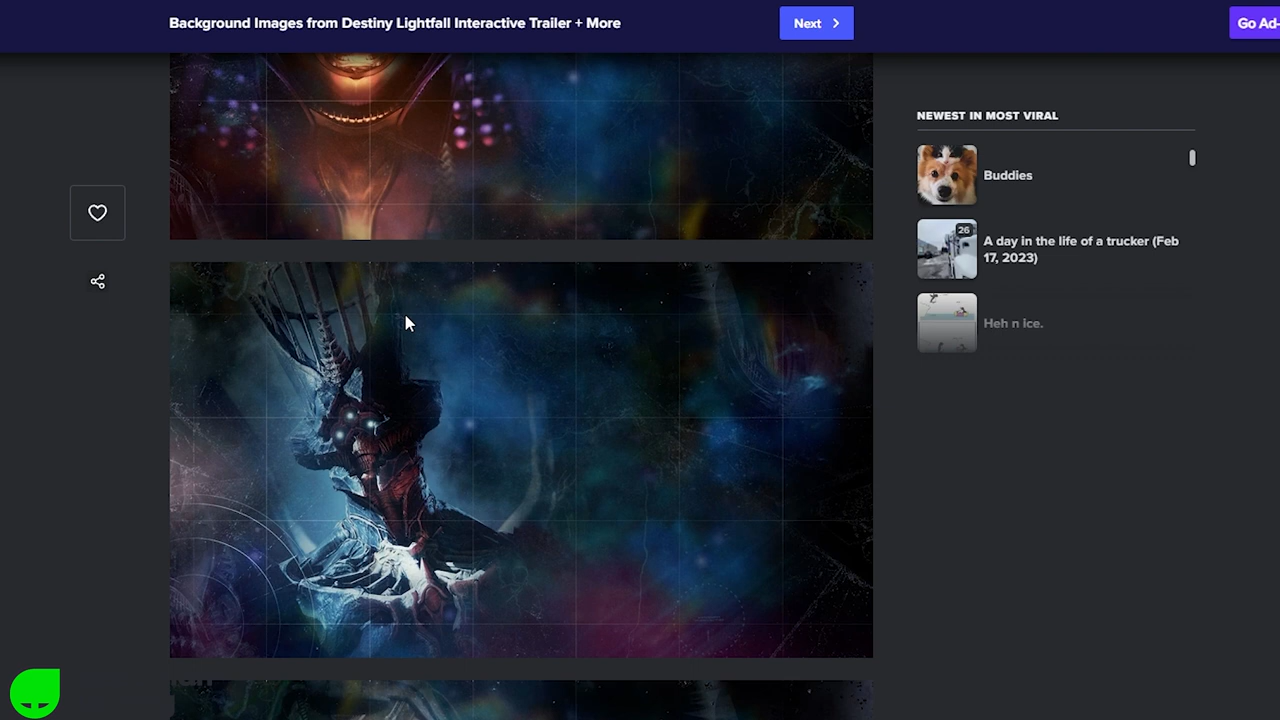 Background Images from Destiny Lightfall Interactive Trailer + More
Next
Go Ad-
NEWEST IN MOST VIRAL
Buddies
26
A day in the life of a trucker (Feb
17, 2023)
Heh n ice.